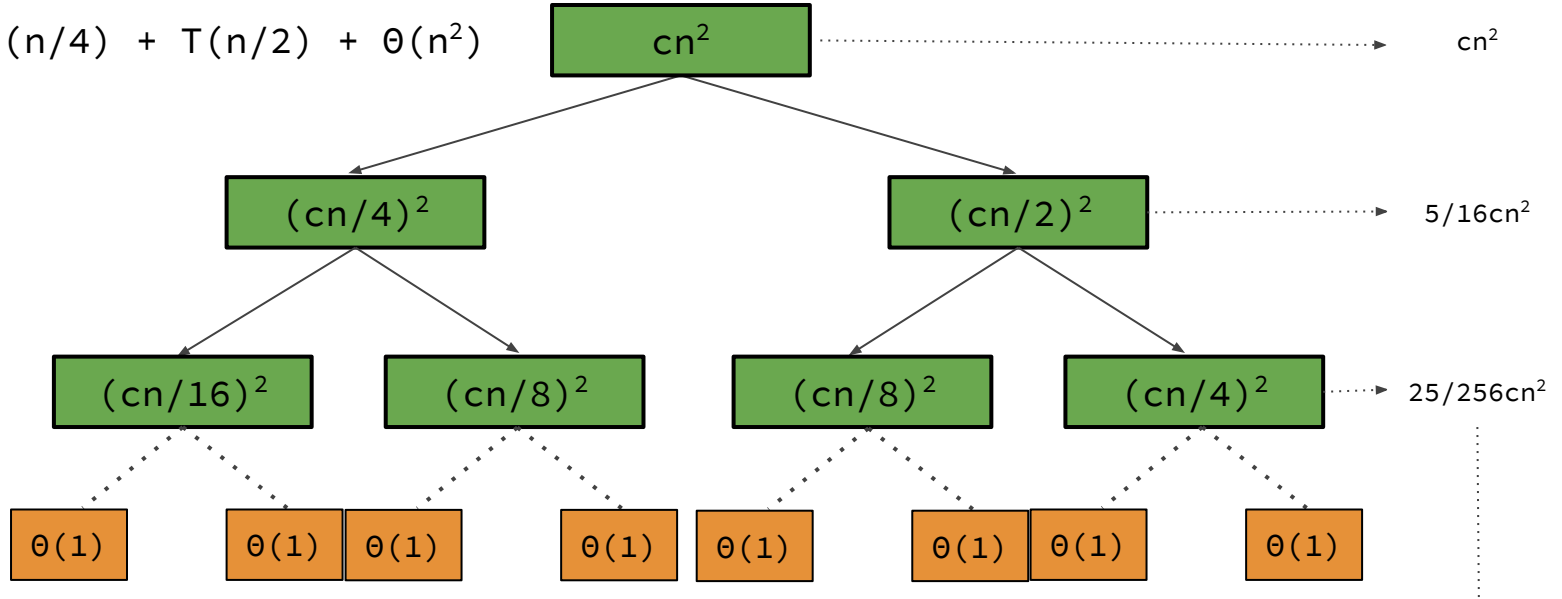 (n/4) + T(n/2) + Θ(n²) cn² cn²
(cn/4)² (cn/2)² 5/16cn²
(cn/16)² (cn/8)² (cn/8)² (cn/4)² 25/256cn²
Θ(1) Θ(1) Θ(1) Θ(1) Θ(1) Θ(1) Θ(1) Θ(1)